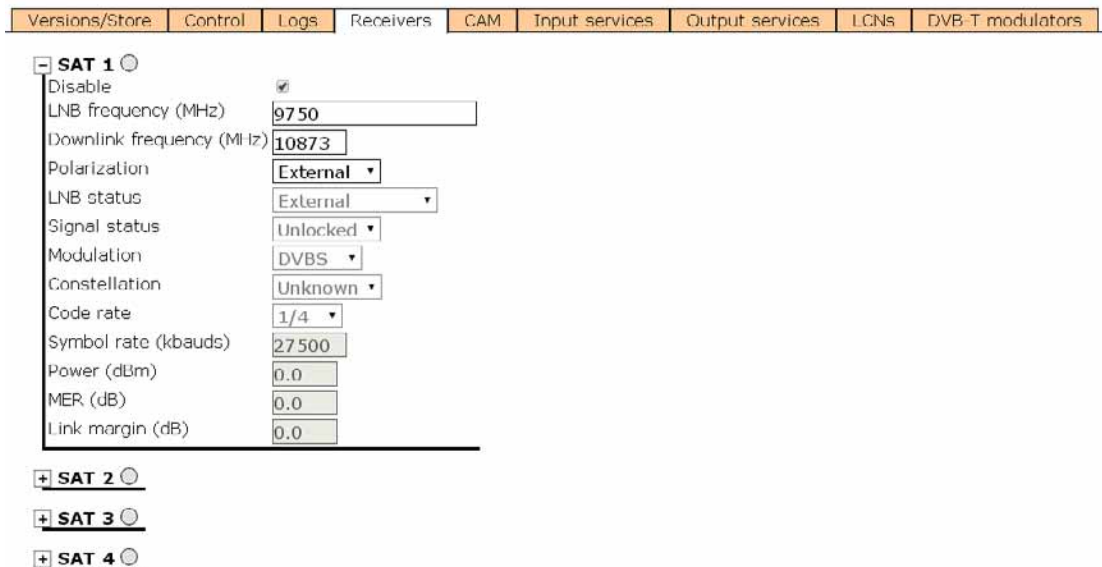 Versions/Store Control Logs Receivers CAM Input services Output services LCNs DVB-T modulators
SAT 1
Disable
LNB frequency (MHz) 9750
Downlink frequency (MHz) 10873
Polarization External
LNB status External
Signal status Unlocked
Modulation DVBS
Constellation Unknown
Code rate 1/4
Symbol rate (kbauds) 27500
Power (dBm) 0.0
MER (dB) 0.0
Link margin (dB) 0.0
SAT 2
SAT 3
SAT 4